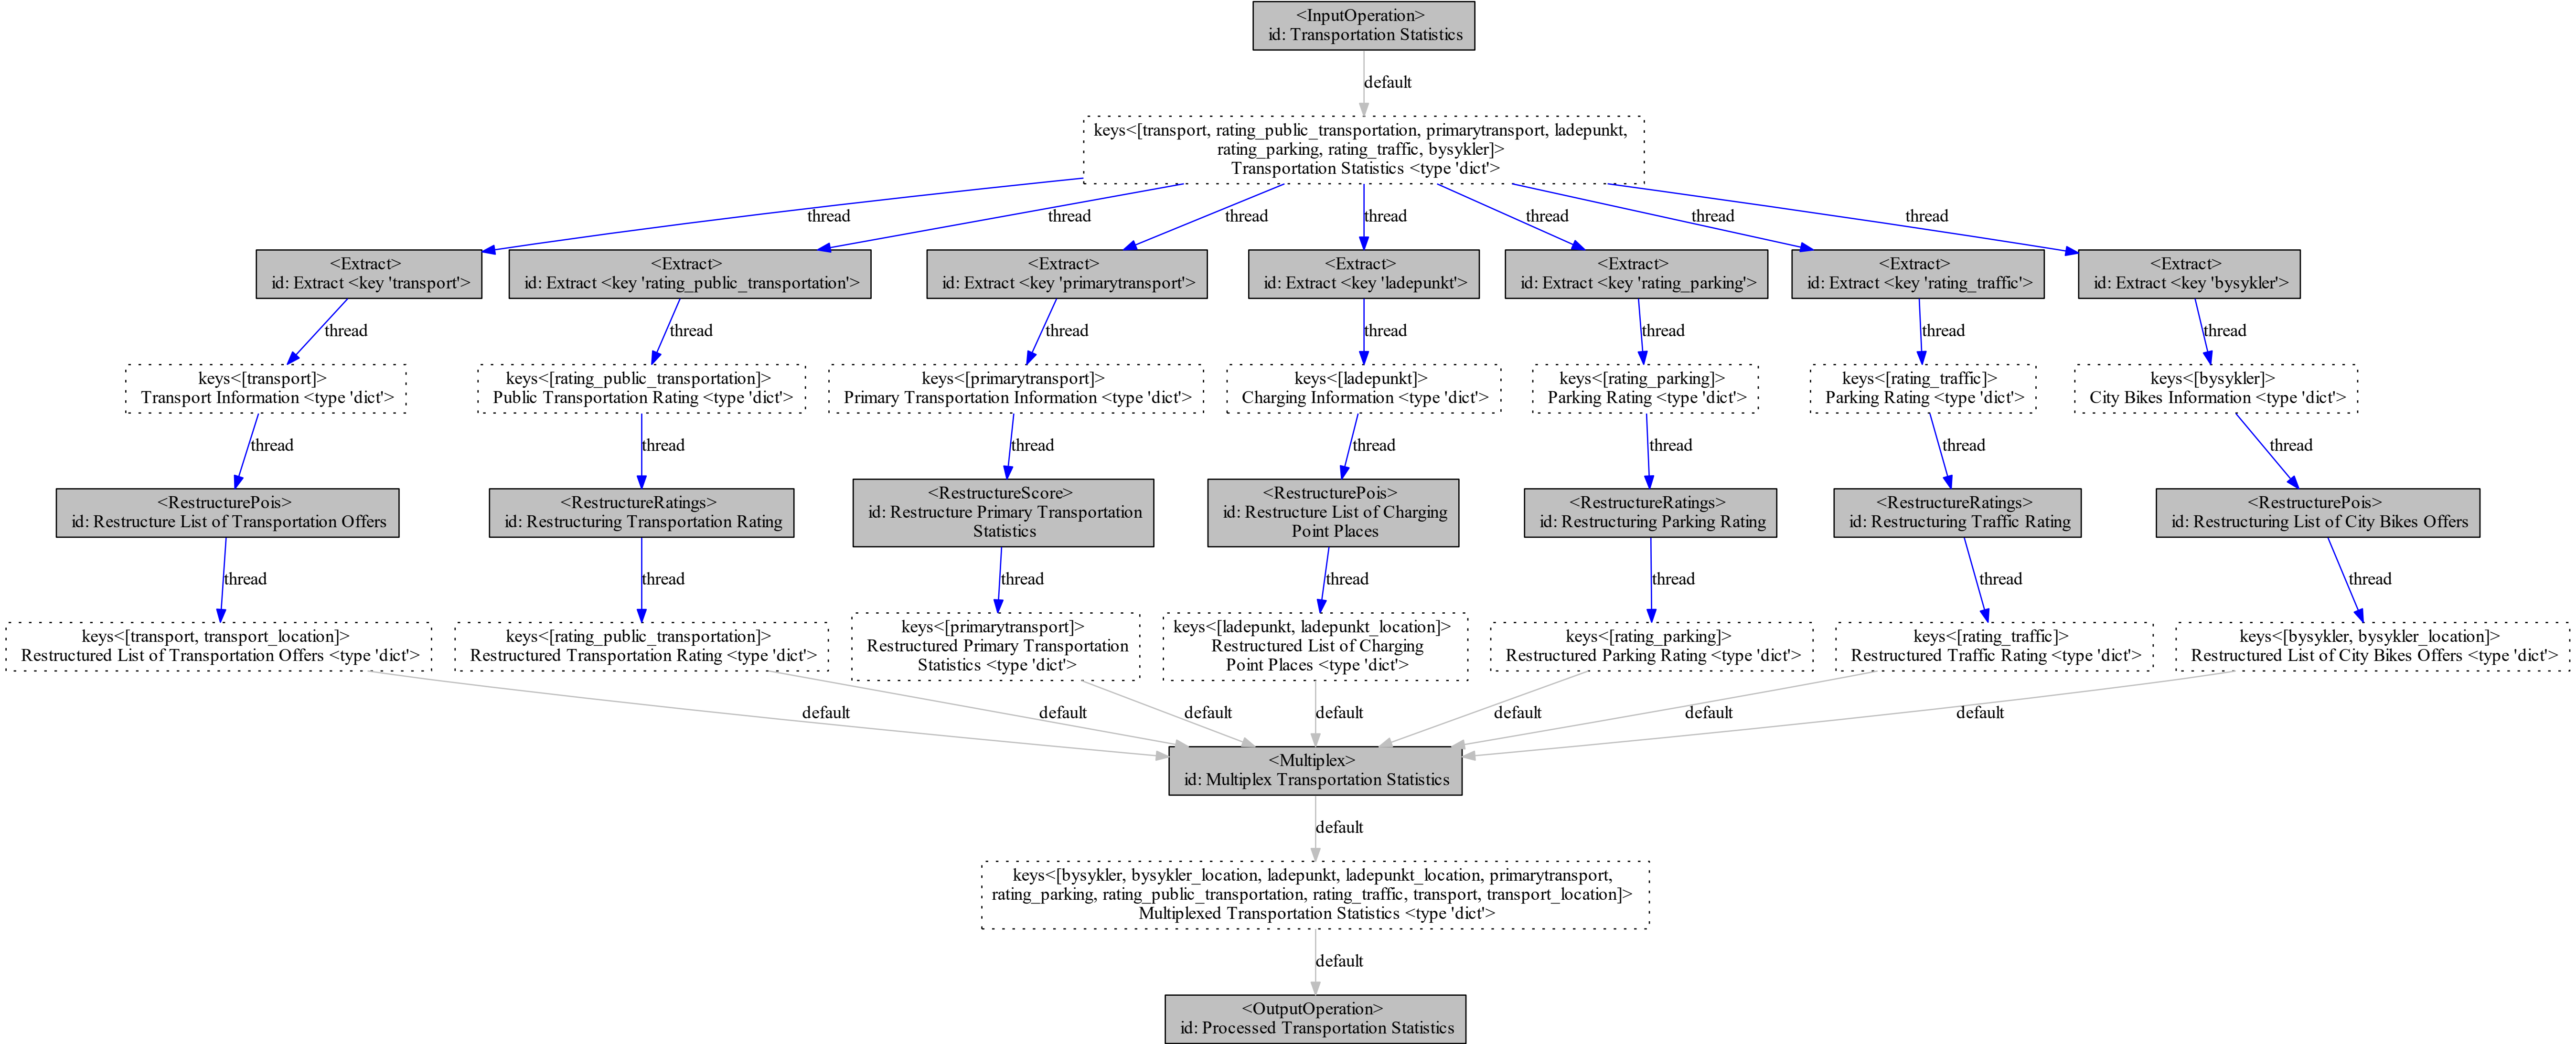 <InputOperation>
id: Transportation Statistics
default
keys<[transport, rating_public_transportation, primarytransport, ladepunkt,
rating_parking, rating_traffic, bysykler]>
Transportation Statistics <type 'dict'>
thread
thread
thread
thread
thread
thread
thread
<Extract>
id: Extract <key 'transport'>
<Extract>
id: Extract <key 'rating_public_transportation'>
<Extract>
id: Extract <key 'primarytransport'>
<Extract>
id: Extract <key 'ladepunkt'>
<Extract>
id: Extract <key 'rating_parking'>
<Extract>
id: Extract <key 'rating_traffic'>
<Extract>
id: Extract <key 'bysykler'>
thread
thread
thread
thread
thread
thread
thread
keys<[transport]>
Transport Information <type 'dict'>
keys<[rating_public_transportation]>
Public Transportation Rating <type 'dict'>
keys<[primarytransport]>
Primary Transportation Information <type 'dict'>
keys<[ladepunkt]>
Charging Information <type 'dict'>
keys<[rating_parking]>
Parking Rating <type 'dict'>
keys<[rating_traffic]>
Parking Rating <type 'dict'>
keys<[bysykler]>
City Bikes Information <type 'dict'>
thread
thread
thread
thread
thread
thread
thread
<RestructurePois>
id: Restructure List of Transportation Offers
<RestructureRatings>
id: Restructuring Transportation Rating
<RestructureScore>
id: Restructure Primary Transportation
Statistics
<RestructurePois>
id: Restructure List of Charging
Point Places
<RestructureRatings>
id: Restructuring Parking Rating
<RestructureRatings>
id: Restructuring Traffic Rating
<RestructurePois>
id: Restructuring List of City Bikes Offers
thread
thread
thread
thread
thread
thread
thread
keys<[transport, transport_location]>
Restructured List of Transportation Offers <type 'dict'>
keys<[rating_public_transportation]>
Restructured Transportation Rating <type 'dict'>
keys<[primarytransport]>
Restructured Primary Transportation
Statistics <type 'dict'>
keys<[ladepunkt, ladepunkt_location]>
Restructured List of Charging
Point Places <type 'dict'>
keys<[rating_parking]>
Restructured Parking Rating <type 'dict'>
keys<[rating_traffic]>
Restructured Traffic Rating <type 'dict'>
keys<[bysykler, bysykler_location]>
Restructured List of City Bikes Offers <type 'dict'>
default
default
default
default
default
default
default
<Multiplex>
id: Multiplex Transportation Statistics
default
keys<[bysykler, bysykler_location, ladepunkt, ladepunkt_location, primarytransport,
rating_parking, rating_public_transportation, rating_traffic, transport, transport_location]>
Multiplexed Transportation Statistics <type 'dict'>
default
<OutputOperation>
id: Processed Transportation Statistics